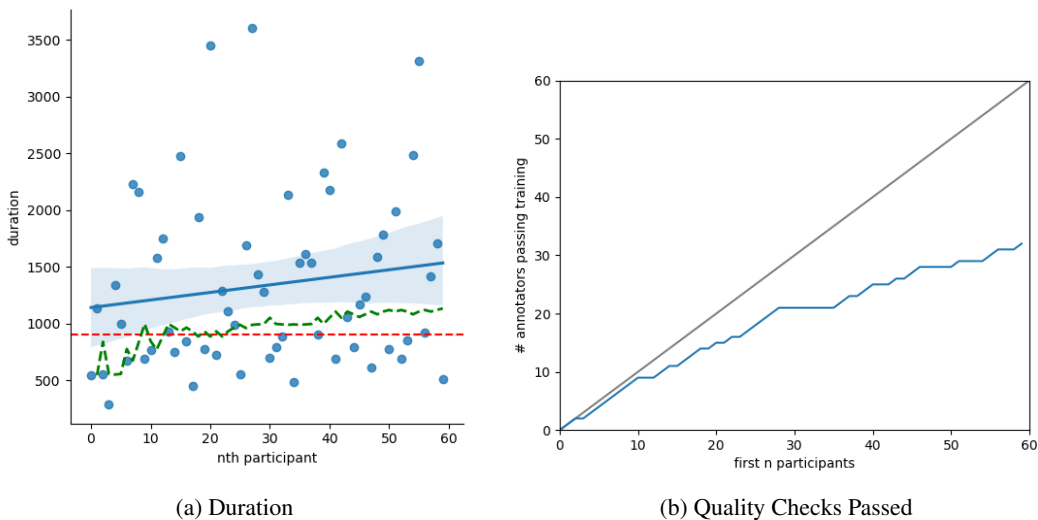 3500
3000
2500
2000
1500
1000
500
duration
0 10 20 30 40 50 60
nth participant
(a) Duration
60
50
40
30
20
10
0
# annotators passing training
0 10 20 30 40 50 60
first n participants
(b) Quality Checks Passed